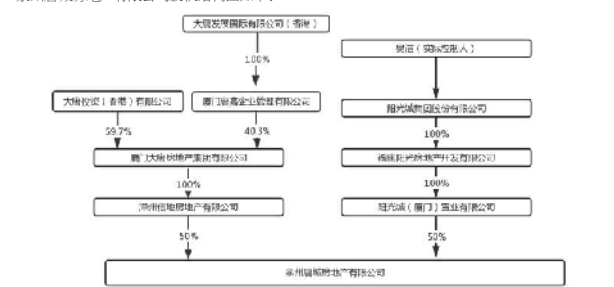 大唐发展国际有限公司（香港）
100%
吴洁（实际控制人）
大唐投资（香港）有限公司
厦门唐嘉企业管理有限公司
阳光城集团股份有限公司
59.7%
40.3%
100%
厦门大唐房地产集团有限公司
福建阳光房地产开发有限公司
100%
100%
漳州信地房地产有限公司
阳光城（厦门）置业有限公司
50%
50%
泉州唐城房地产有限公司